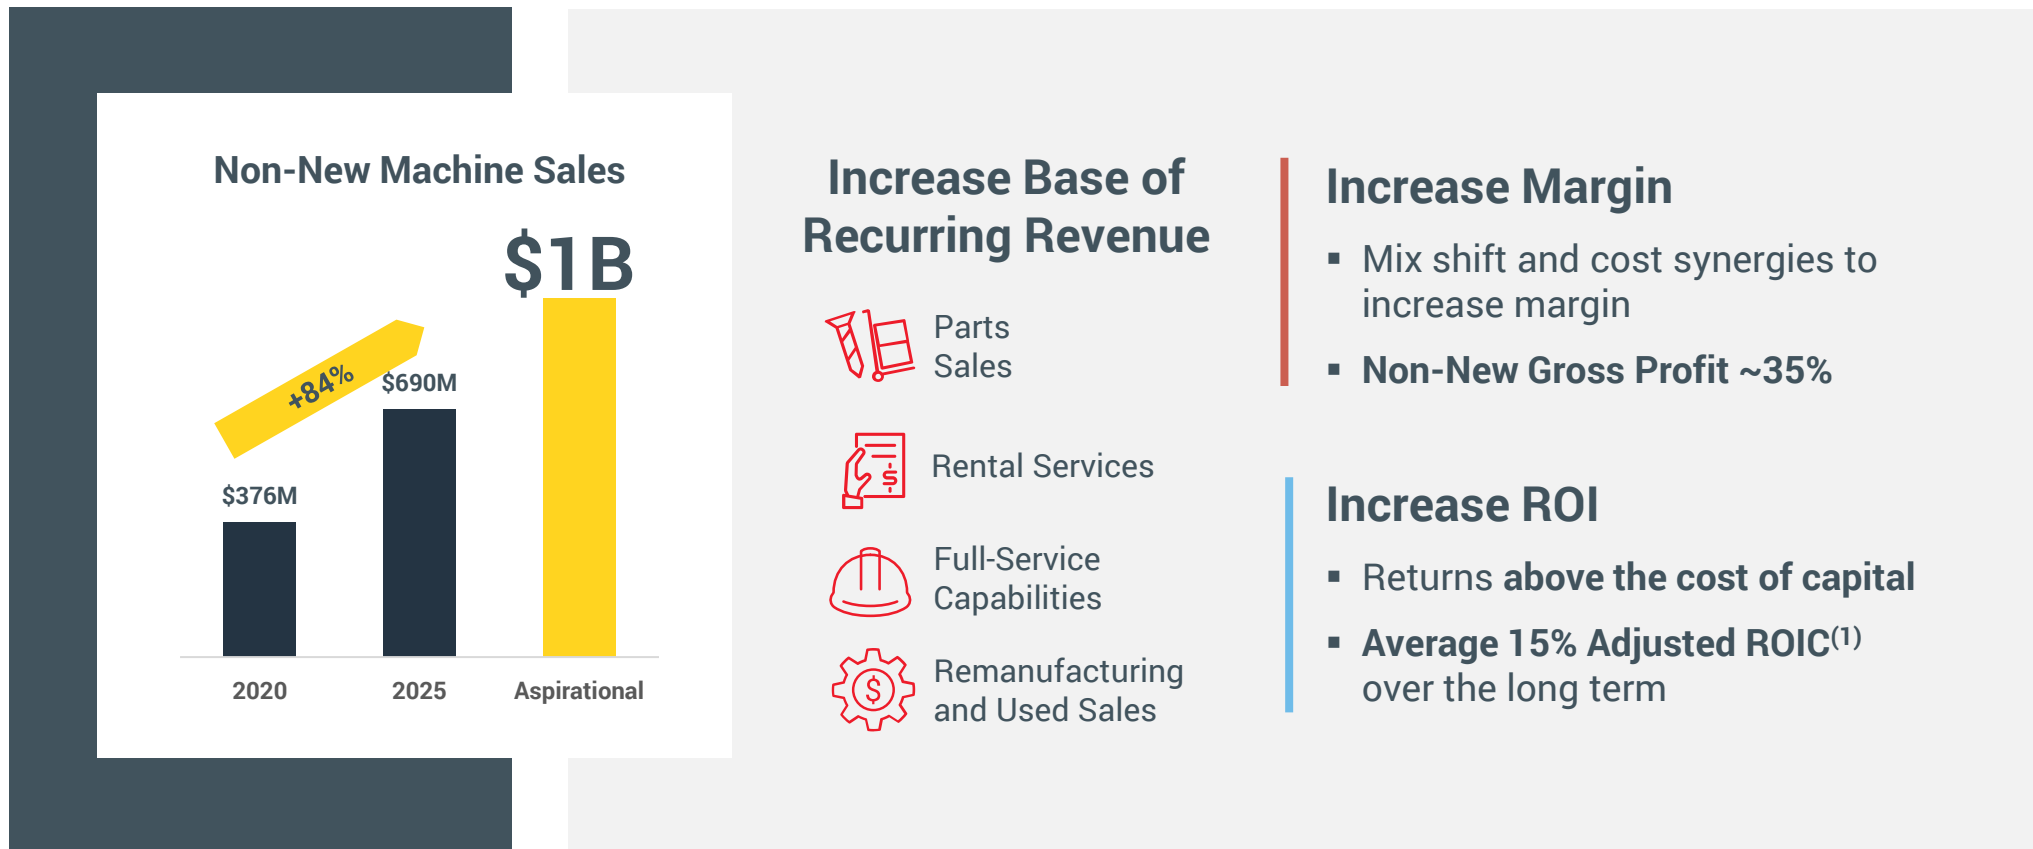 Non-New Machine Sales
$1B
+84%
$690M
$376M
2020
2025
Aspirational
Increase Base of
Recurring Revenue
Parts
Sales
$
Rental Services
Full-Service
Capabilities
$
Remanufacturing
and Used Sales
Increase Margin
▪ Mix shift and cost synergies to
increase margin
▪ Non-New Gross Profit ~35%
Increase ROI
▪ Returns above the cost of capital
▪ Average 15% Adjusted ROIC(1)
over the long term